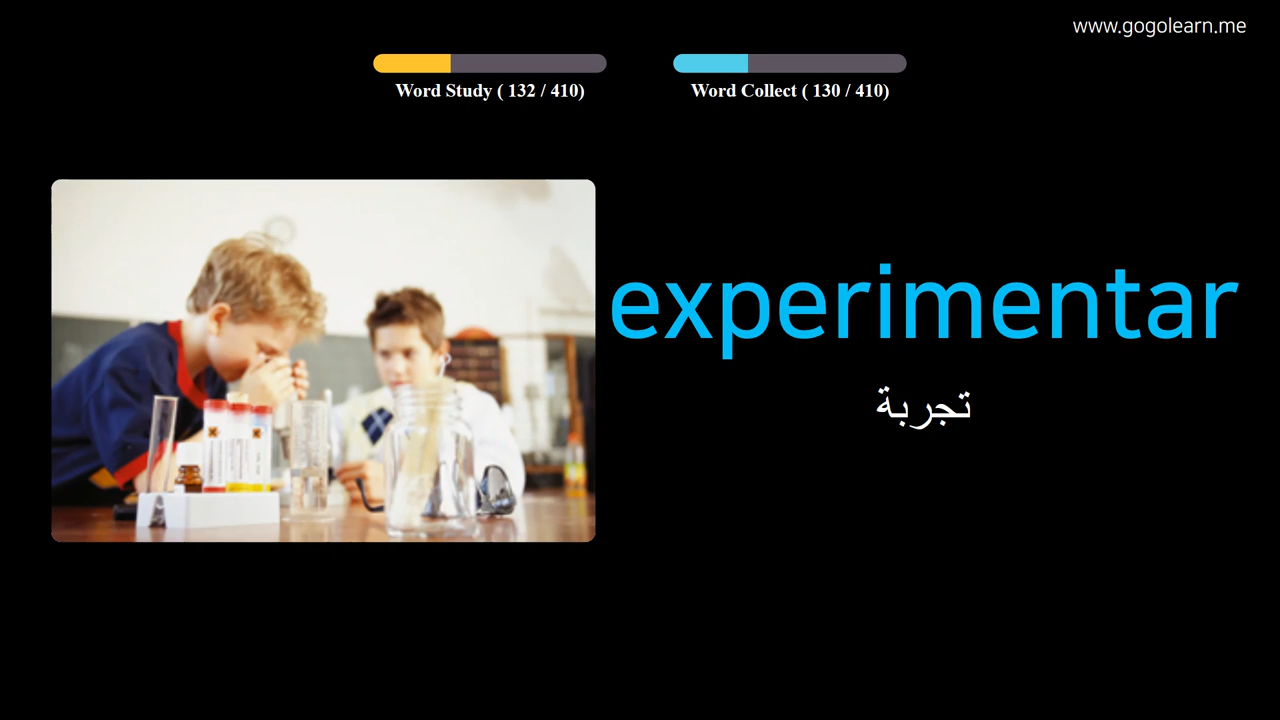 www.gogolearn.me
Word Study ( 132 / 410)
Word Collect ( 130 / 410)
experimentar
تجربة